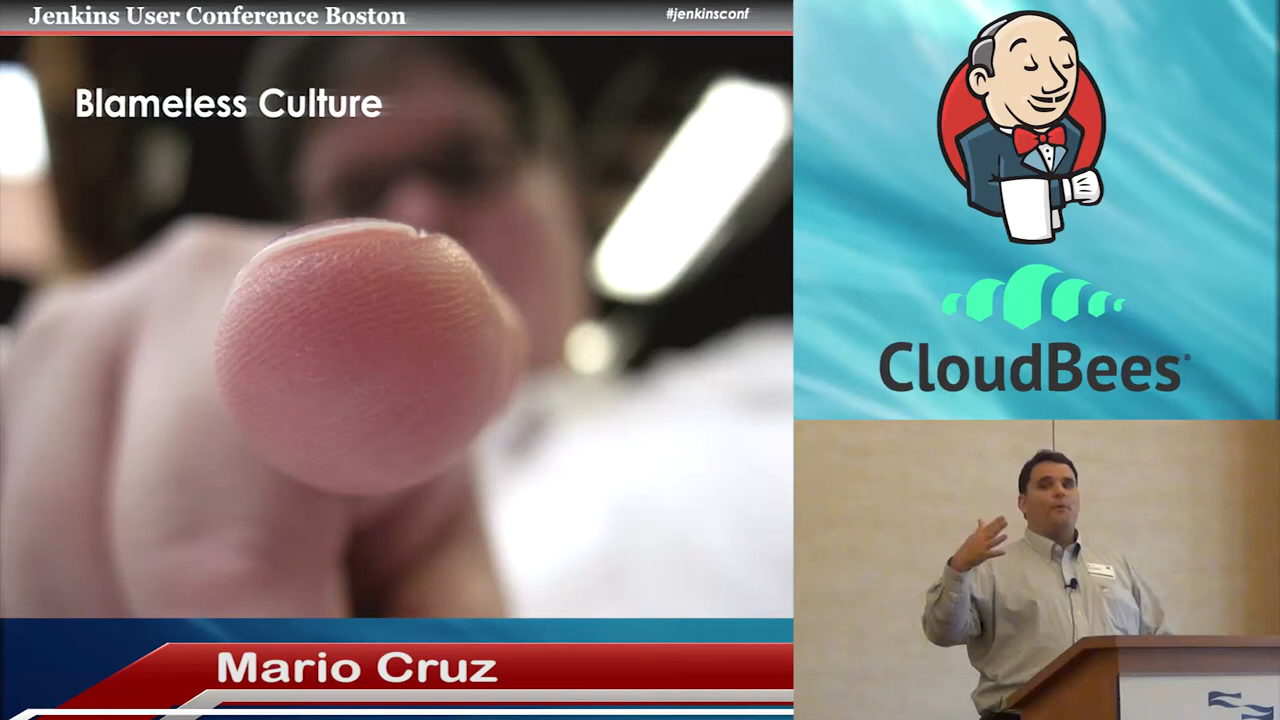 Jenkins User Conference Boston
#jenkinsconf
Blameless Culture
CloudBees
Mario Cruz